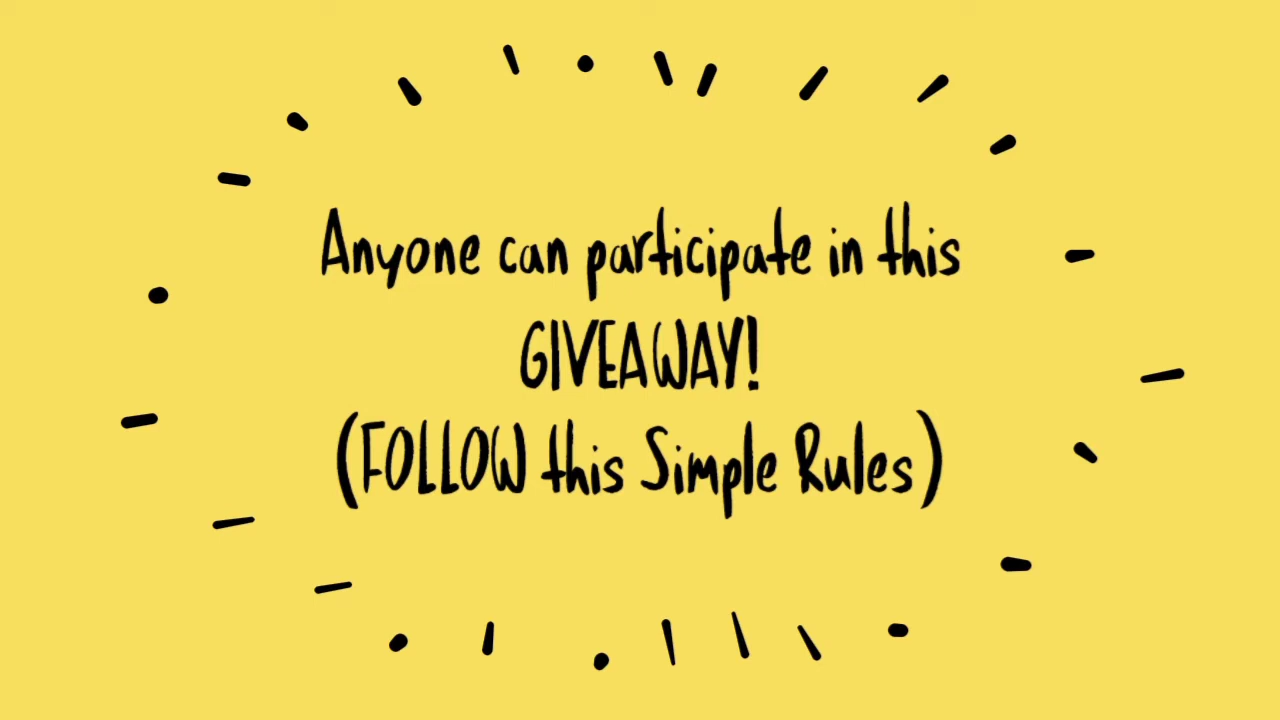 Anyone can participate in this
GIVEAWAY!
(FOLLOW this Simple Rules)